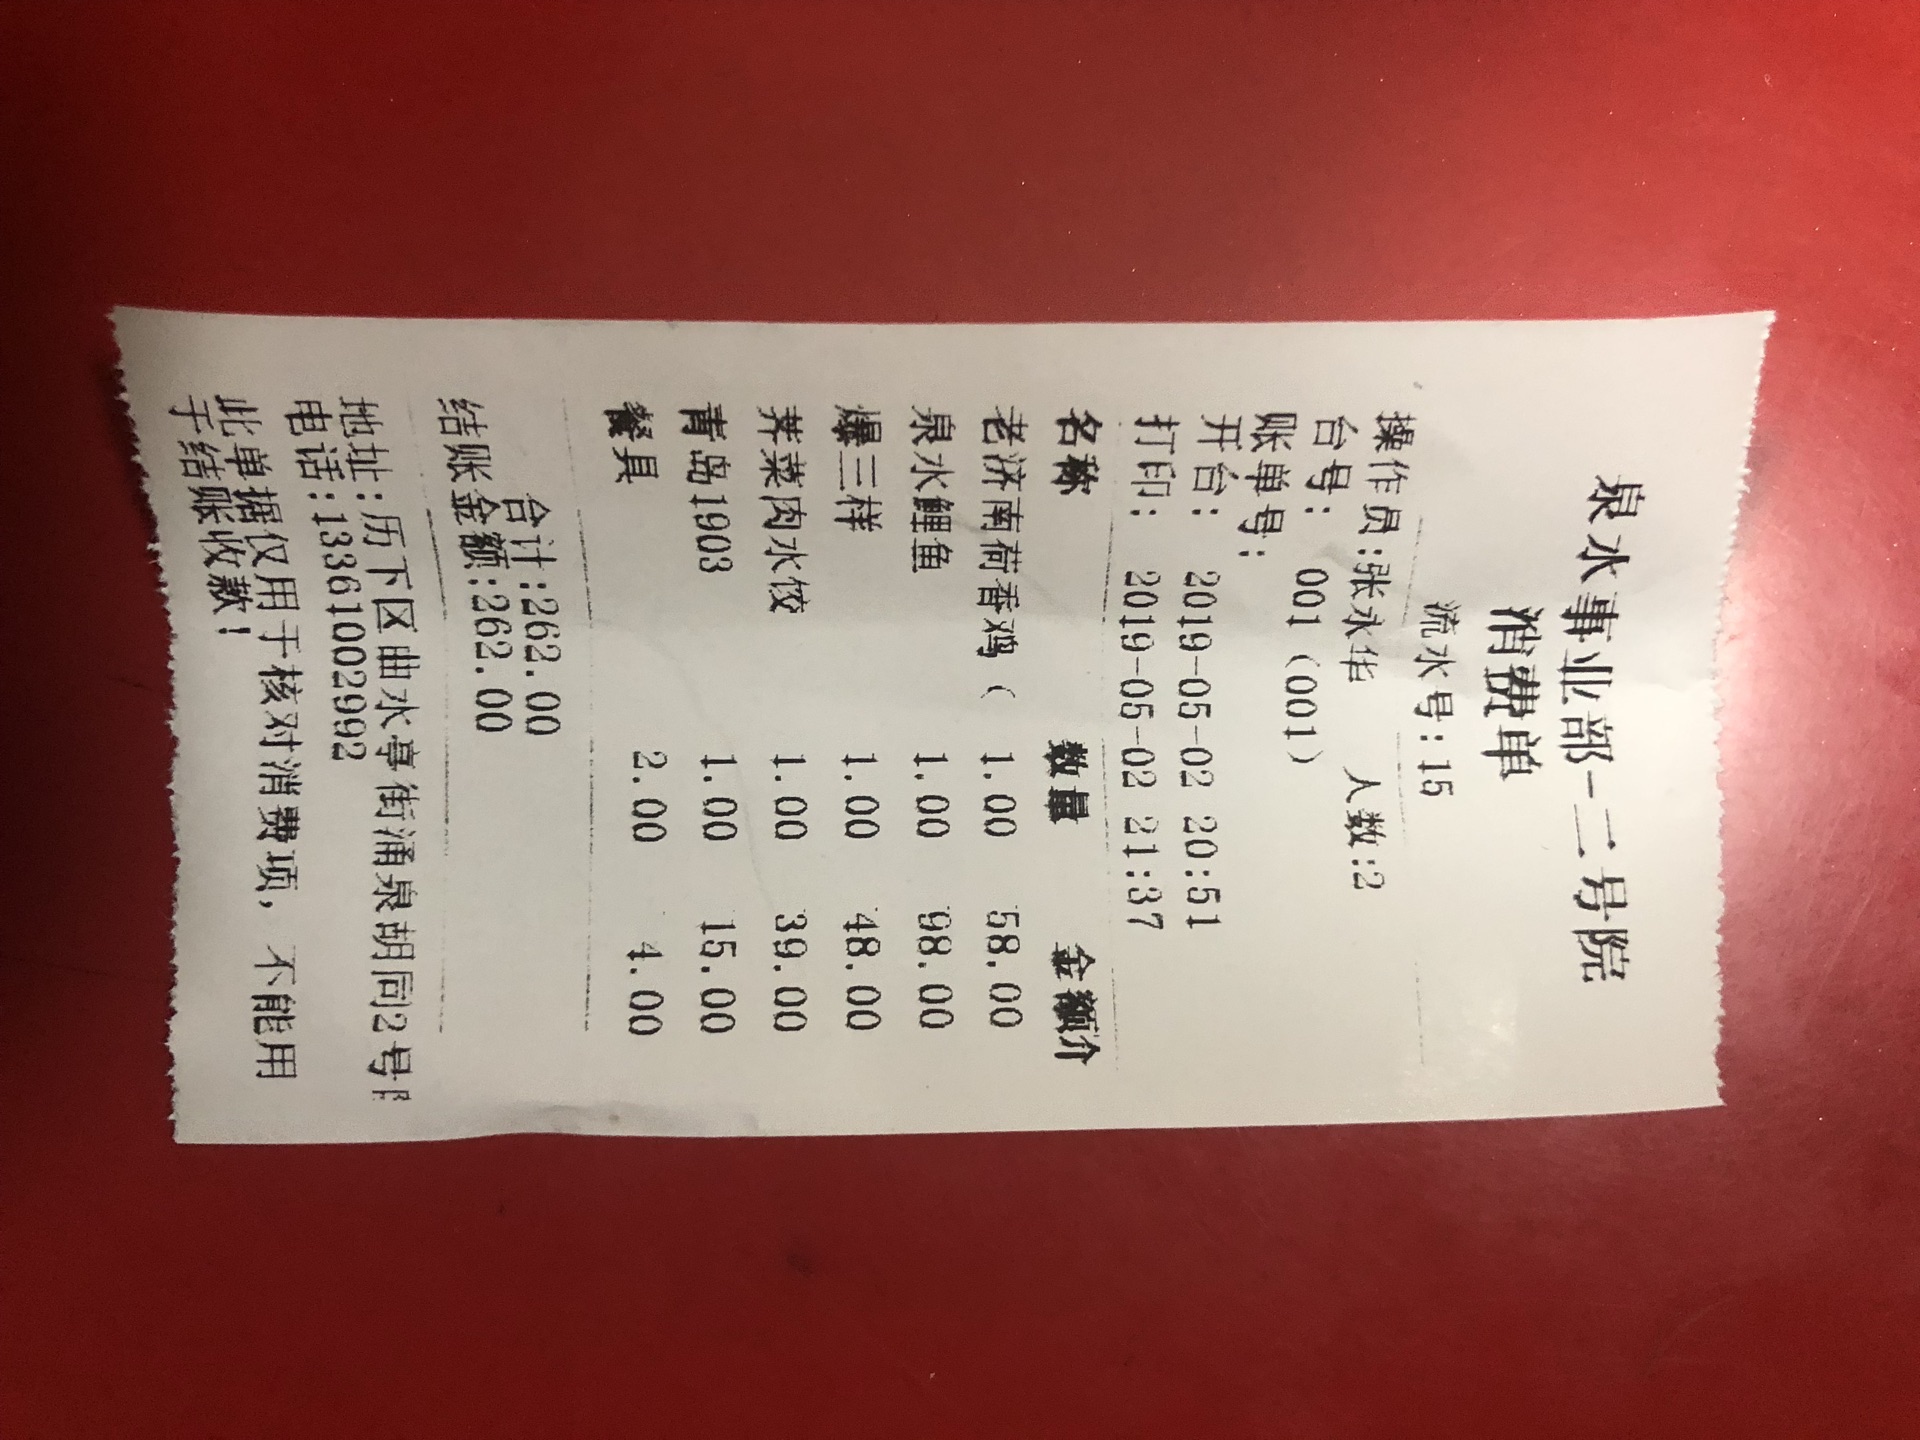 泉水事业部-二号院
消费单
流水号:15
操作员:张永华 人数:2
台号: 001 (001)
账单号:
开台: 2019-05-02 20:51
打印: 2019-05-02 21:37
名称 数量 金额介
老济南荷香鸡( 1.00 58.00
泉水鲤鱼 1.00 98.00
爆三样 1.00 48.00
荠菜肉水饺 1.00 39.00
青岛1903 1.00 15.00
餐具 2.00 4.00
合计:262.00
结账金额:262.00
地址:历下区曲水亭街涌泉胡同2号
电话:13361002992
此单据仅用于核对消费项,不能用
于结账收款!